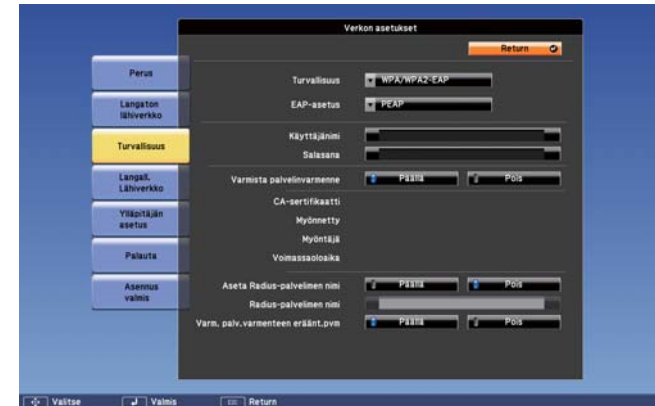 Verkon asetukset
Return
Perus
Langaton
lähiverkko
Turvallisuus
Langall.
Lähiverkko
Ylläpitäjän
asetus
Palauta
Asennus
valmis
Turvallisuus WPA/WPA2-EAP
EAP-asetus PEAP
Käyttäjänimi
Salasana
Varmista palvelinvarmenne Päällä Pois
CA-sertifikaatti
Myönnetty
Myöntäjä
Voimassaoloaika
Aseta Radius-palvelimen nimi Päällä Pois
Radius-palvelimen nimi
Varm. palv.varmenteen eräänt.pvm Päällä Pois
Valitse Valmis Return